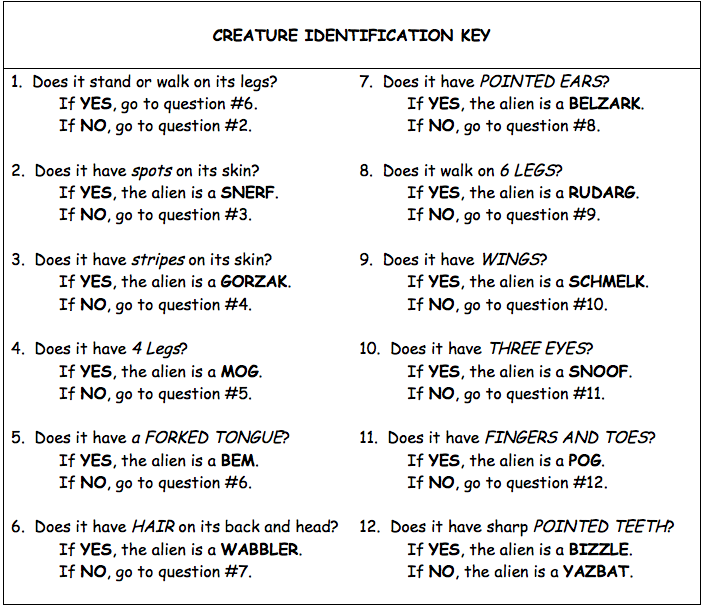 CREATURE IDENTIFICATION KEY
1. Does it stand or walk on its legs?
If YES, go to question #6.
If NO, go to question #2.
2. Does it have spots on its skin?
If YES, the alien is a SNERF.
If NO, go to question #3.
3. Does it have stripes on its skin?
If YES, the alien is a GORZAK.
If NO, go to question #4.
4. Does it have 4 Legs?
If YES, the alien is a MOG.
If NO, go to question #5.
5. Does it have a FORKED TONGUE?
If YES, the alien is a BEM.
If NO, go to question #6.
6. Does it have HAIR on its back and head?
If YES, the alien is a WABBLER.
If NO, go to question #7.
7. Does it have POINTED EARS?
If YES, the alien is a BELZARK.
If NO, go to question #8.
8. Does it walk on 6 LEGS?
If YES, the alien is a RUDARG.
If NO, go to question #9.
9. Does it have WINGS?
If YES, the alien is a SCHMELK.
If NO, go to question #10.
10. Does it have THREE EYES?
If YES, the alien is a SNOOF.
If NO, go to question #11.
11. Does it have FINGERS AND TOES?
If YES, the alien is a POG.
If NO, go to question #12.
12. Does it have sharp POINTED TEETH?
If YES, the alien is a BIZZLE.
If NO, the alien is a YAZBAT.